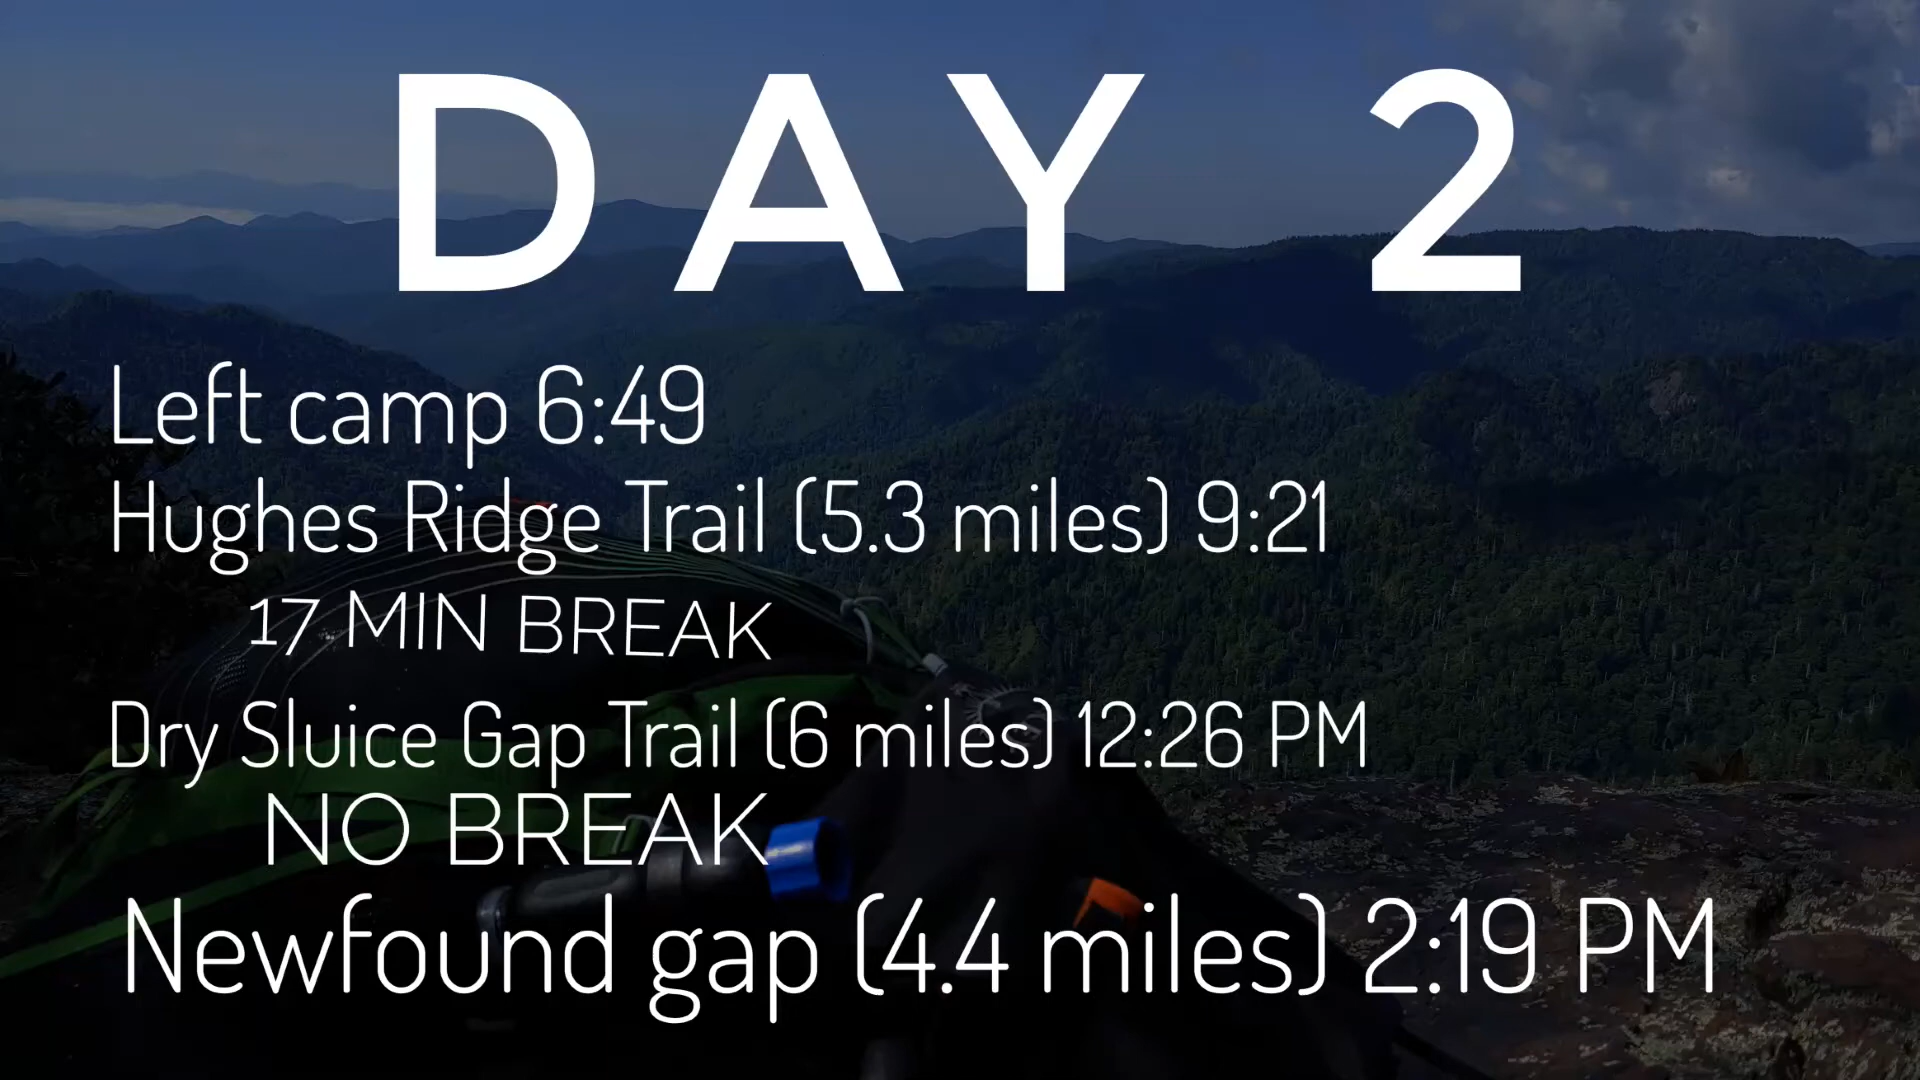 DAY 2
Left camp 6:49
Hughes Ridge Trail (5.3 miles) 9:21
17 MIN BREAK
Dry Sluice Gap Trail (6 miles) 12:26 PM
NO BREAK
Newfound gap (4.4 miles) 2:19 PM